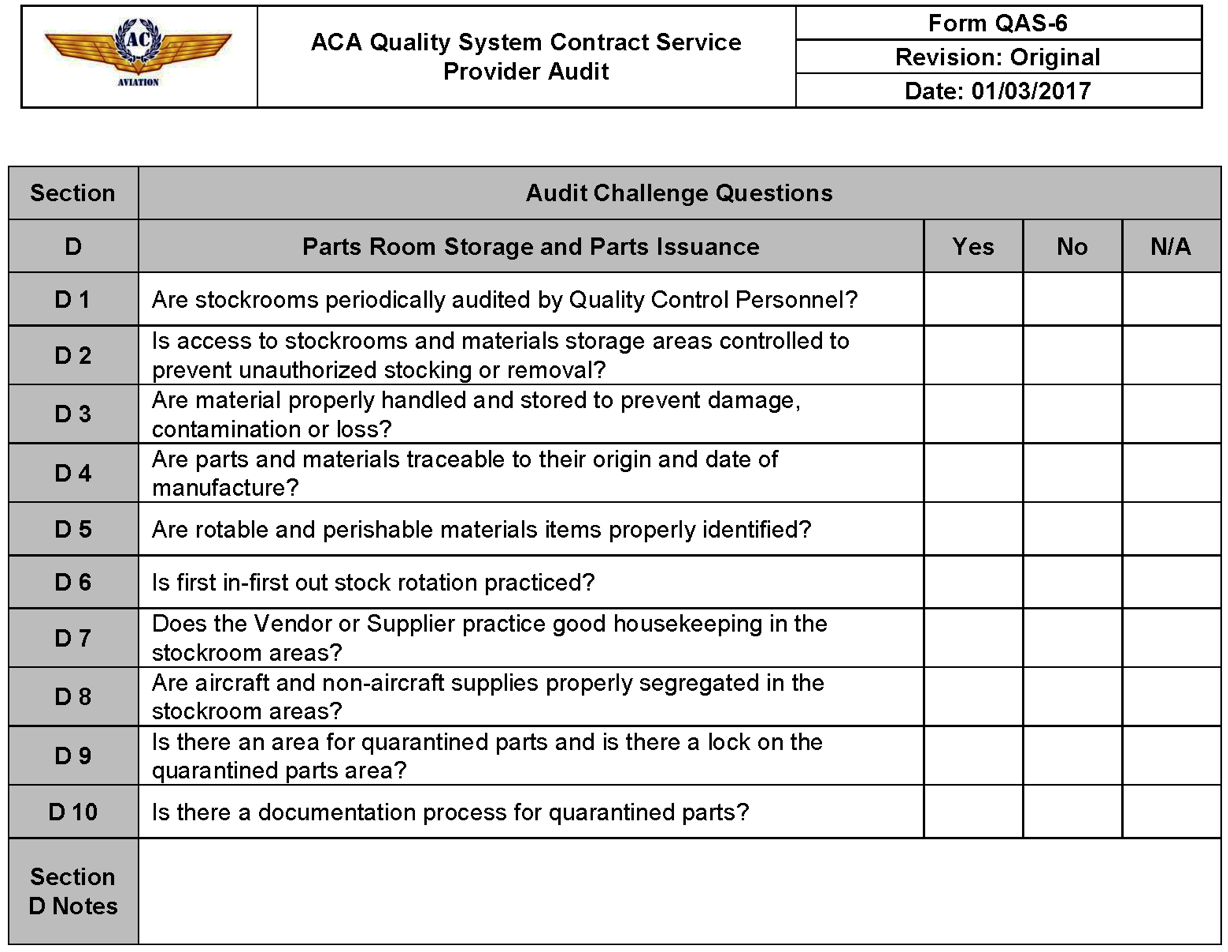 AC
AVIATION
ACA Quality System Contract Service
Provider Audit
Form QAS-6
Revision: Original
Date: 01/03/2017
Section
Audit Challenge Questions
D
Parts Room Storage and Parts Issuance
Yes
No
N/A
D 1
Are stockrooms periodically audited by Quality Control Personnel?
D 2
Is access to stockrooms and materials storage areas controlled to
prevent unauthorized stocking or removal?
D 3
Are material properly handled and stored to prevent damage,
contamination or loss?
D 4
Are parts and materials traceable to their origin and date of
manufacture?
D 5
Are rotable and perishable materials items properly identified?
D 6
Is first in-first out stock rotation practiced?
D 7
Does the Vendor or Supplier practice good housekeeping in the
stockroom areas?
D 8
Are aircraft and non-aircraft supplies properly segregated in the
stockroom areas?
D 9
Is there an area for quarantined parts and is there a lock on the
quarantined parts area?
D 10
Is there a documentation process for quarantined parts?
Section
D Notes